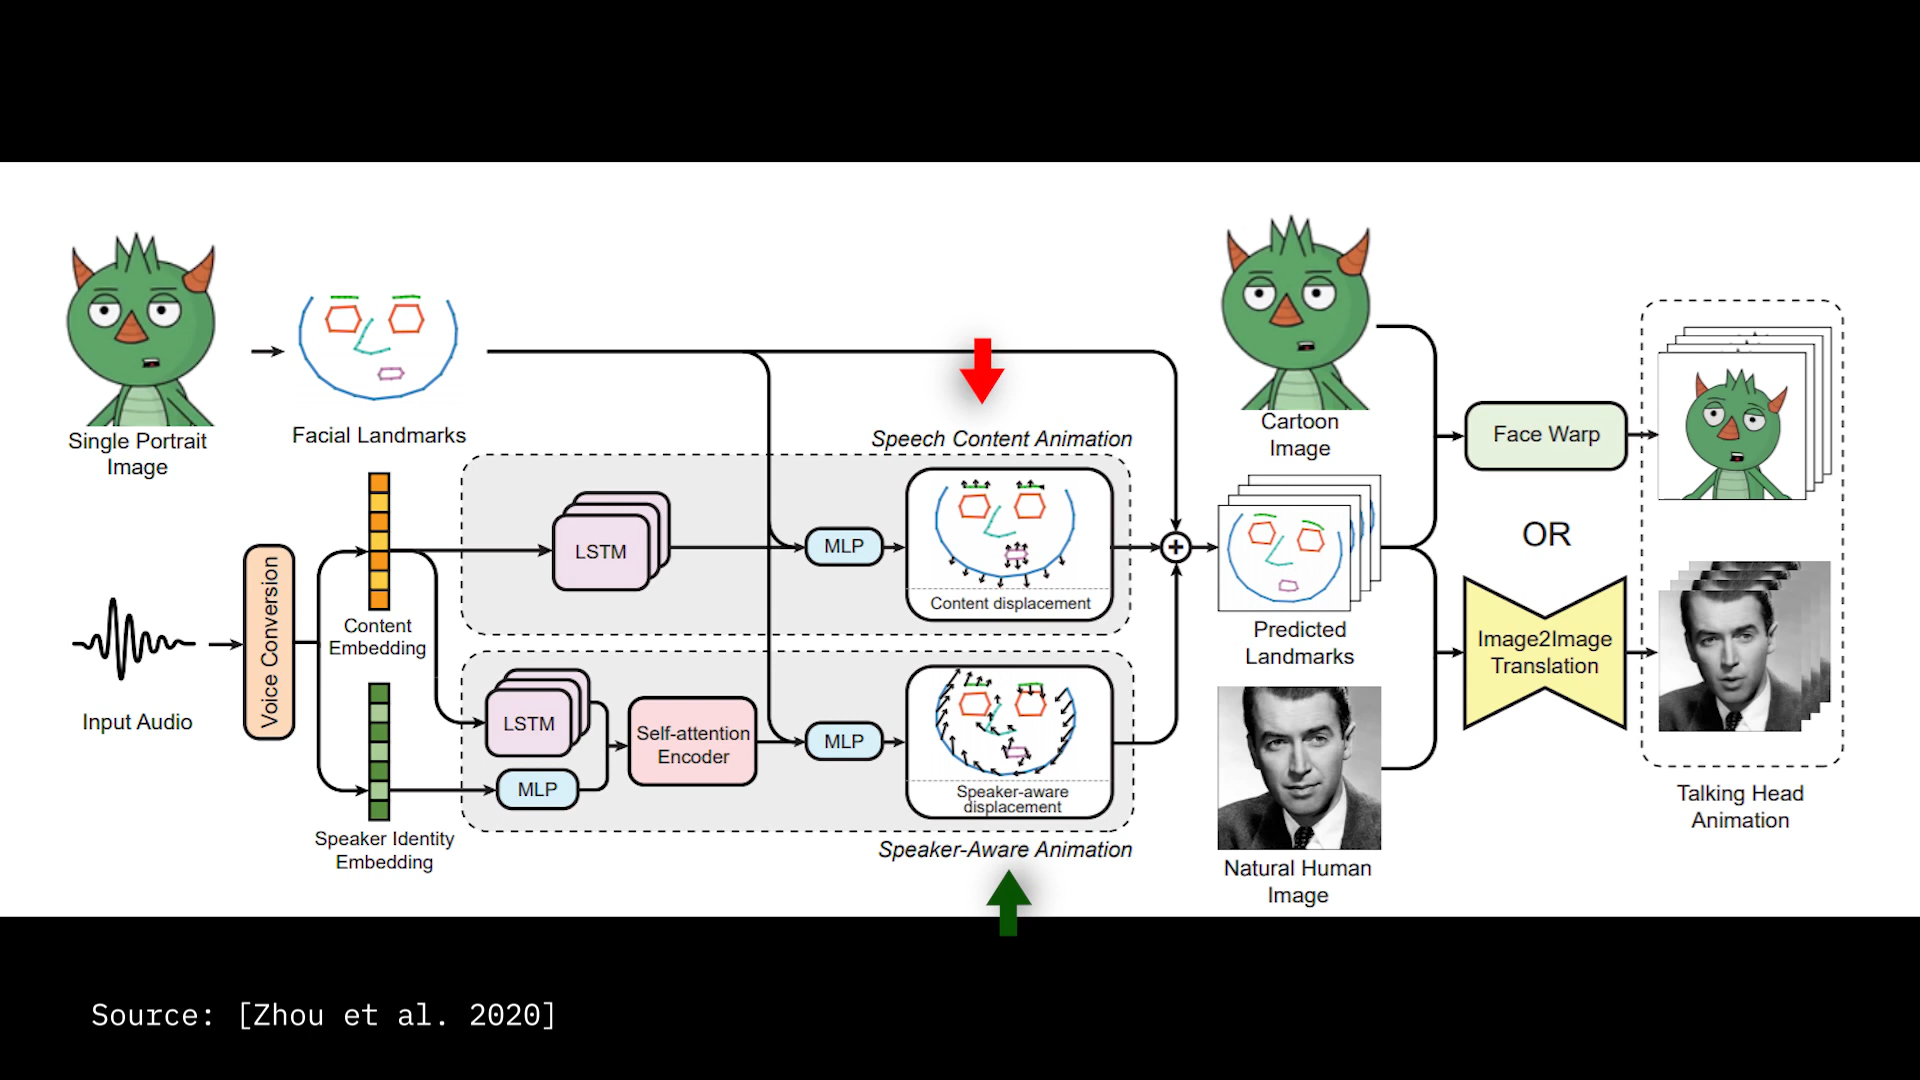 Single Portrait
Image
Facial Landmarks
Input Audio
Voice Conversion
Content
Embedding
Speaker Identity
Embedding
Speech Content Animation
LSTM
MLP
Content displacement
LSTM
MLP
Self-attention
Encoder
MLP
Speaker-aware
displacement
Speaker-Aware Animation
Cartoon
Image
Predicted
Landmarks
Natural Human
Image
Face Warp
OR
Image2Image
Translation
Talking Head
Animation
Source: [Zhou et al. 2020]